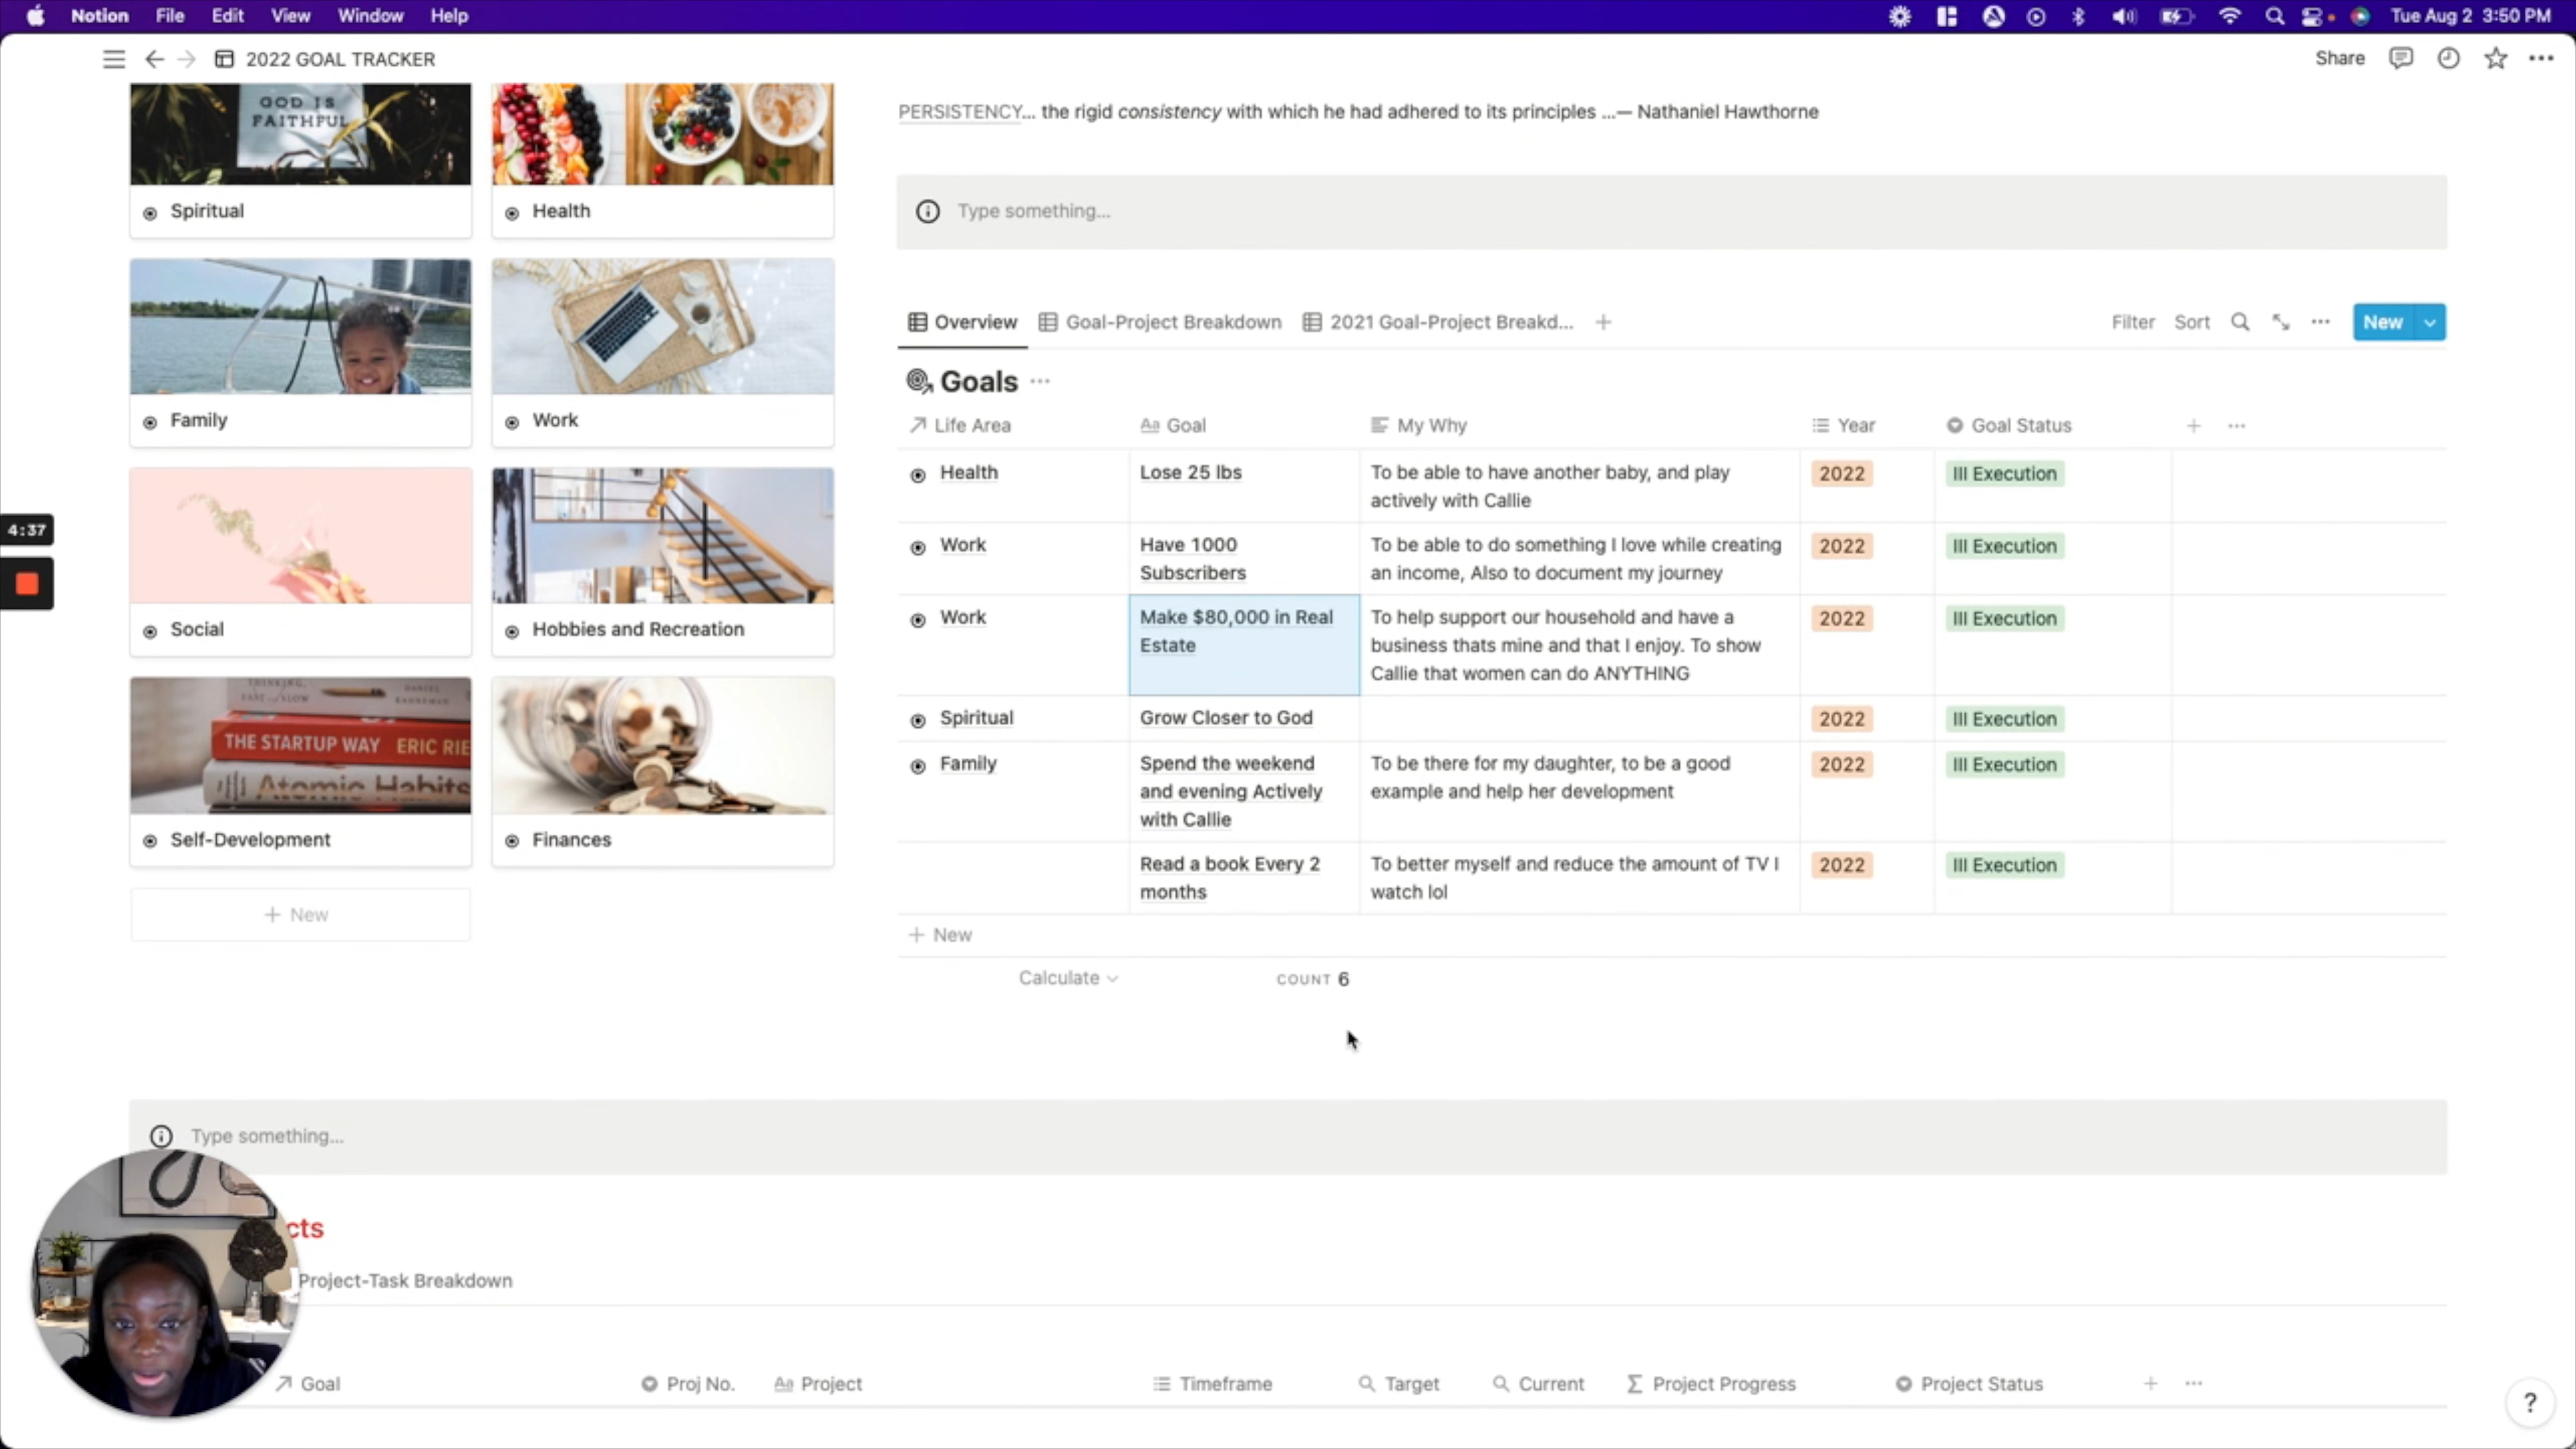 Notion File Edit View Window Help
Tue Aug 2 3:50 PM
2022 GOAL TRACKER
Share
GOD IS
FAITHFUL
Spiritual
Health
Family
Work
Social
Hobbies and Recreation
THINKING,
FAST AND SLOW
DANIEL
KAHNEMAN
THE STARTUP WAY ERIC RIE
Atomic Habits
Self-Development
Finances
+ New
PERSISTENCY... the rigid consistency with which he had adhered to its principles ...— Nathaniel Hawthorne
Type something...
Overview Goal-Project Breakdown 2021 Goal-Project Breakd... +
Filter Sort ... New
Goals ...
Life Area Aa Goal My Why Year Goal Status + ...
Health
Lose 25 lbs
To be able to have another baby, and play
actively with Callie
2022
III Execution
Work
Have 1000
Subscribers
To be able to do something I love while creating
an income, Also to document my journey
2022
III Execution
Work
Make $80,000 in Real
Estate
To help support our household and have a
business thats mine and that I enjoy. To show
Callie that women can do ANYTHING
2022
III Execution
Spiritual
Grow Closer to God
2022
III Execution
Family
Spend the weekend
and evening Actively
with Callie
To be there for my daughter, to be a good
example and help her development
2022
III Execution
Read a book Every 2
months
To better myself and reduce the amount of TV I
watch lol
2022
III Execution
+ New
Calculate
COUNT 6
4:37
Type something...
cts
Project-Task Breakdown
Goal Proj No. Aa Project Timeframe Target Current Σ Project Progress Project Status + ...
?